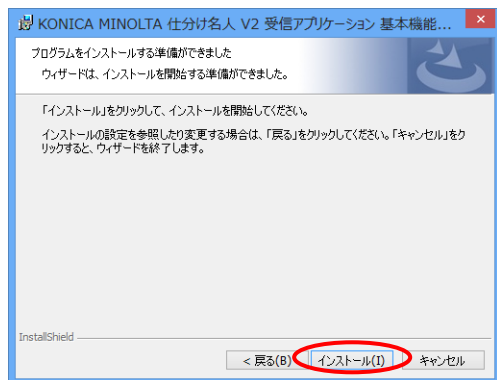 KONICA MINOLTA 仕分け名人 V2 受信アプリケーション 基本機能...
プログラムをインストールする準備ができました
ウィザードは、インストールを開始する準備ができました。
「インストール」をクリックして、インストールを開始してください。
インストールの設定を参照したり変更する場合は、「戻る」をクリックしてください。「キャンセル」をク
リックすると、ウィザードを終了します。
InstallShield
< 戻る(B)
インストール(I)
キャンセル